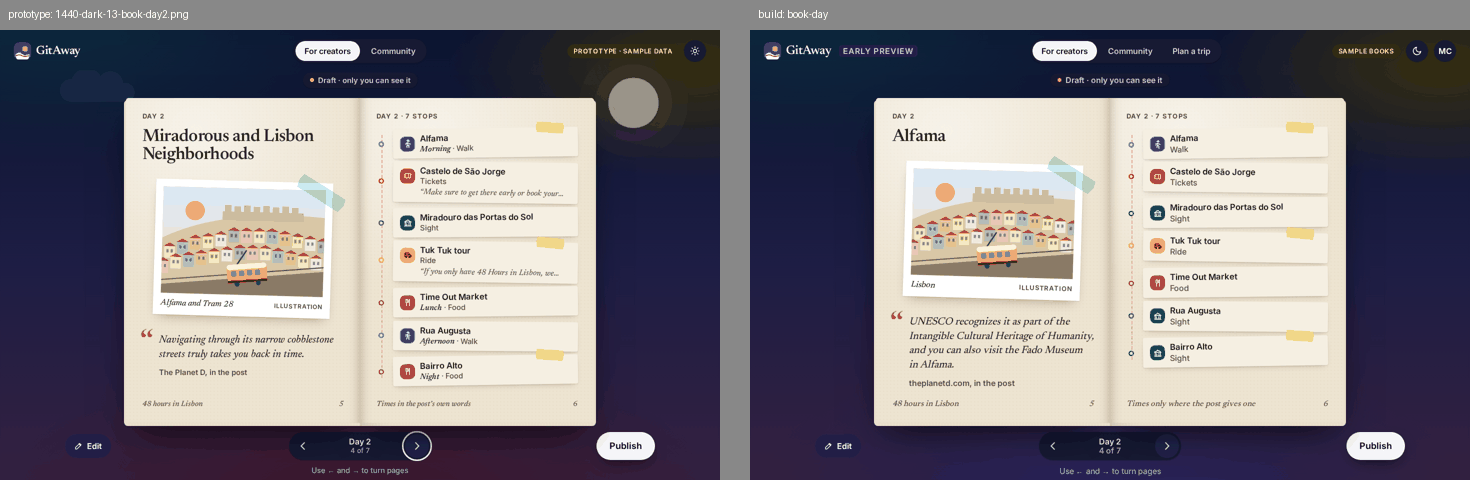 prototype: 1440-dark-13-book-day2.png
GitAway
For creators
Community
PROTOTYPE · SAMPLE DATA
Draft · only you can see it
DAY 2
Miradorous and Lisbon
Neighborhoods
Alfama and Tram 28
ILLUSTRATION
“
Navigating through its narrow cobblestone
streets truly takes you back in time.
The Planet D, in the post
48 hours in Lisbon
5
DAY 2 · 7 STOPS
Alfama
Morning · Walk
Castelo de São Jorge
Tickets
“Make sure to get there early or book your...
Miradouro das Portas do Sol
Sight
Tuk Tuk tour
Ride
“If you only have 48 Hours in Lisbon, we...
Time Out Market
Lunch · Food
Rua Augusta
Afternoon · Walk
Bairro Alto
Night · Food
Times in the post's own words
6
Edit
Day 2
4 of 7
Publish
Use ← and → to turn pages
build: book-day
GitAway
EARLY PREVIEW
For creators
Community
Plan a trip
SAMPLE BOOKS
MC
Draft · only you can see it
DAY 2
Alfama
Lisbon
ILLUSTRATION
“
UNESCO recognizes it as part of the
Intangible Cultural Heritage of Humanity,
and you can also visit the Fado Museum
in Alfama.
theplanetd.com, in the post
48 hours in Lisbon
5
DAY 2 · 7 STOPS
Alfama
Walk
Castelo de São Jorge
Tickets
Miradouro das Portas do Sol
Sight
Tuk Tuk tour
Ride
Time Out Market
Food
Rua Augusta
Sight
Bairro Alto
Sight
Times only where the post gives one
6
Edit
Day 2
4 of 7
Publish
Use ← and → to turn pages